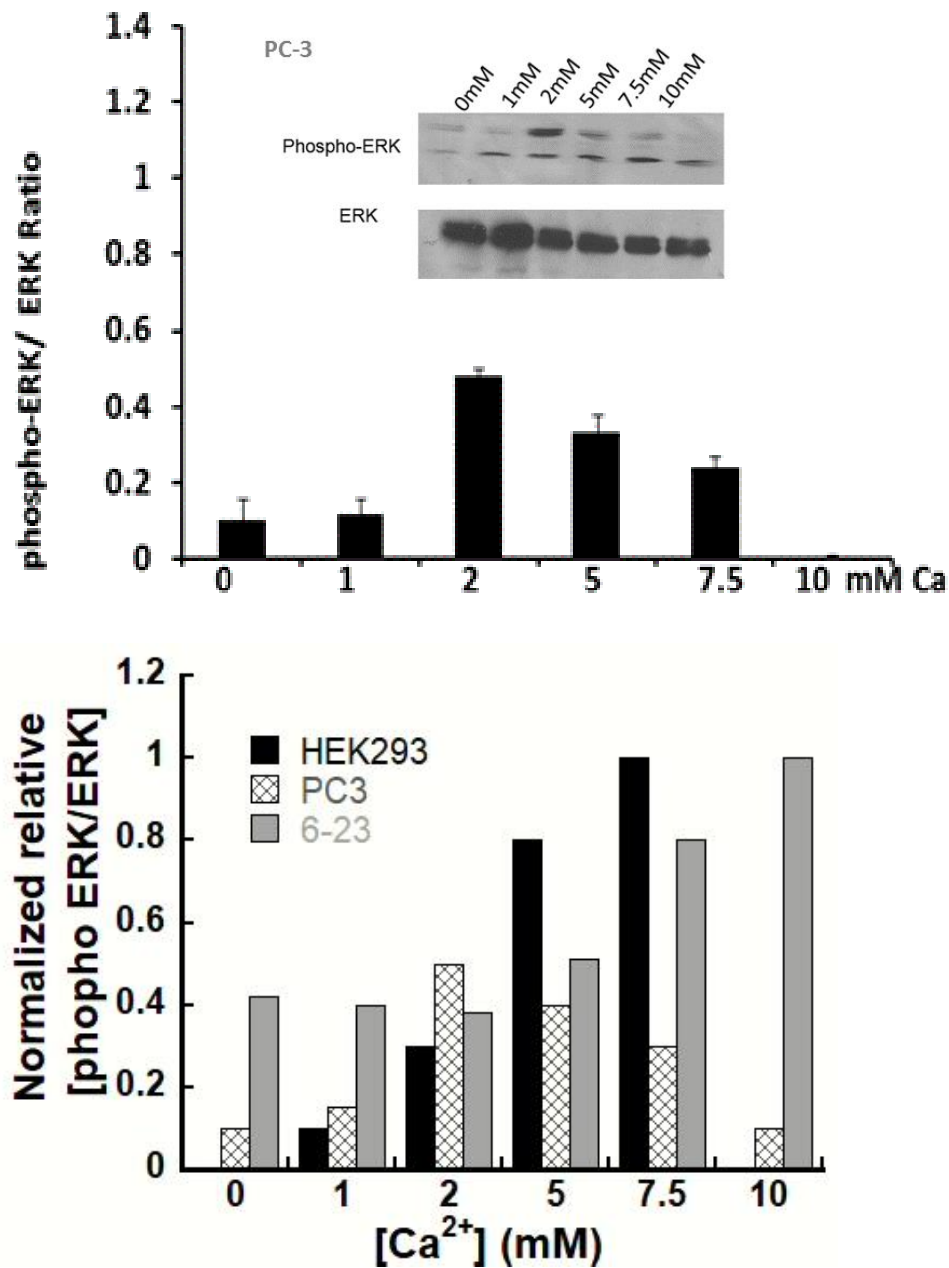 1.4
PC-3
0mM 1mM 2mM 5mM 7.5mM 10mM
1.2
Phospho-ERK
1
ERK
0.8
0.6
0.4
0.2
0
phospho-ERK/ ERK Ratio
0 1 2 5 7.5 10 mM Ca
1.2
1
0.8
0.6
0.4
0.2
0
Normalized relative
[phopho ERK/ERK]
HEK293
PC3
6-23
0 1 2 5 7.5 10
[Ca2+] (mM)